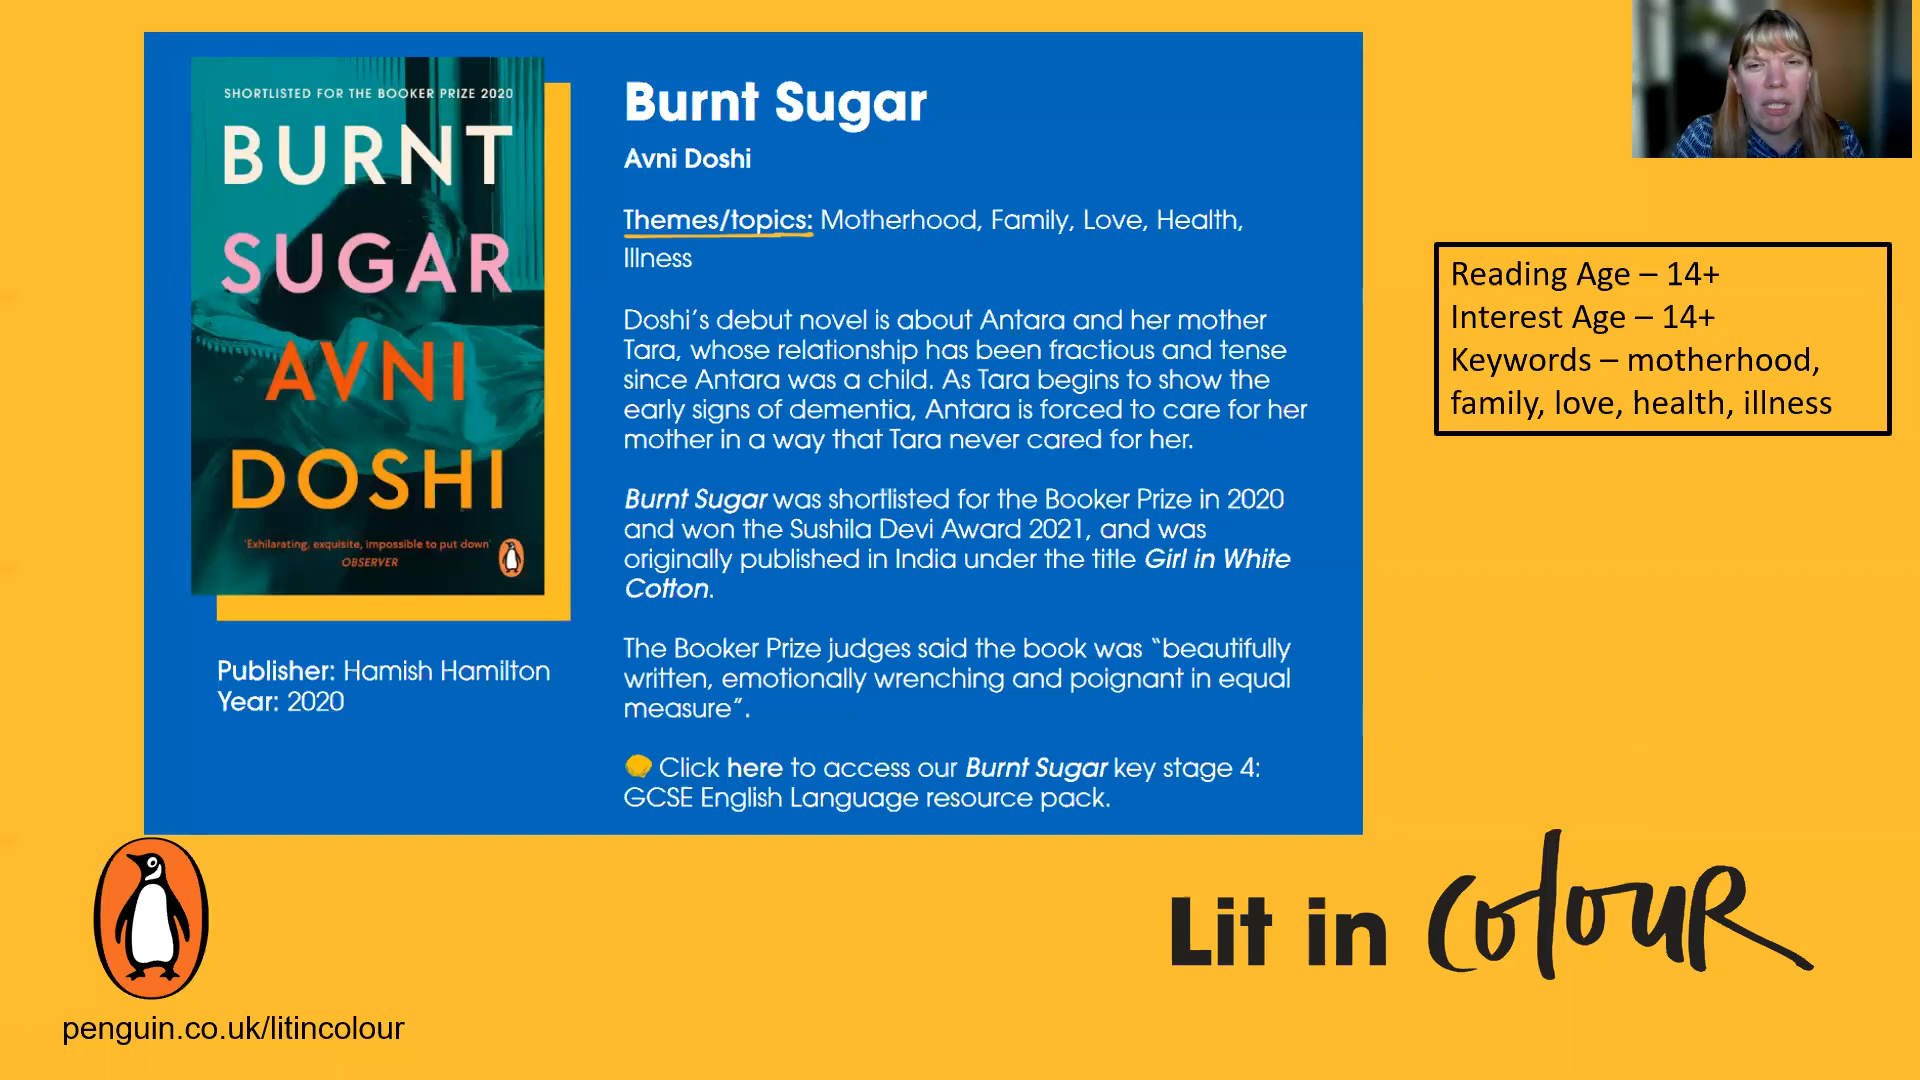 SHORTLISTED FOR THE BOOKER PRIZE 2020
BURNT
SUGAR
AVNI
DOSHI
'Exhilarating, exquisite, impossible to put down'
OBSERVER
Publisher: Hamish Hamilton
Year: 2020
Burnt Sugar
Avni Doshi
Themes/topics: Motherhood, Family, Love, Health,
Illness
Doshi's debut novel is about Antara and her mother
Tara, whose relationship has been fractious and tense
since Antara was a child. As Tara begins to show the
early signs of dementia, Antara is forced to care for her
mother in a way that Tara never cared for her.
Burnt Sugar was shortlisted for the Booker Prize in 2020
and won the Sushila Devi Award 2021, and was
originally published in India under the title Girl in White
Cotton.
The Booker Prize judges said the book was “beautifully
written, emotionally wrenching and poignant in equal
measure”.
Click here to access our Burnt Sugar key stage 4:
GCSE English Language resource pack.
Reading Age – 14+
Interest Age – 14+
Keywords – motherhood,
family, love, health, illness
Lit in Colour
penguin.co.uk/litincolour